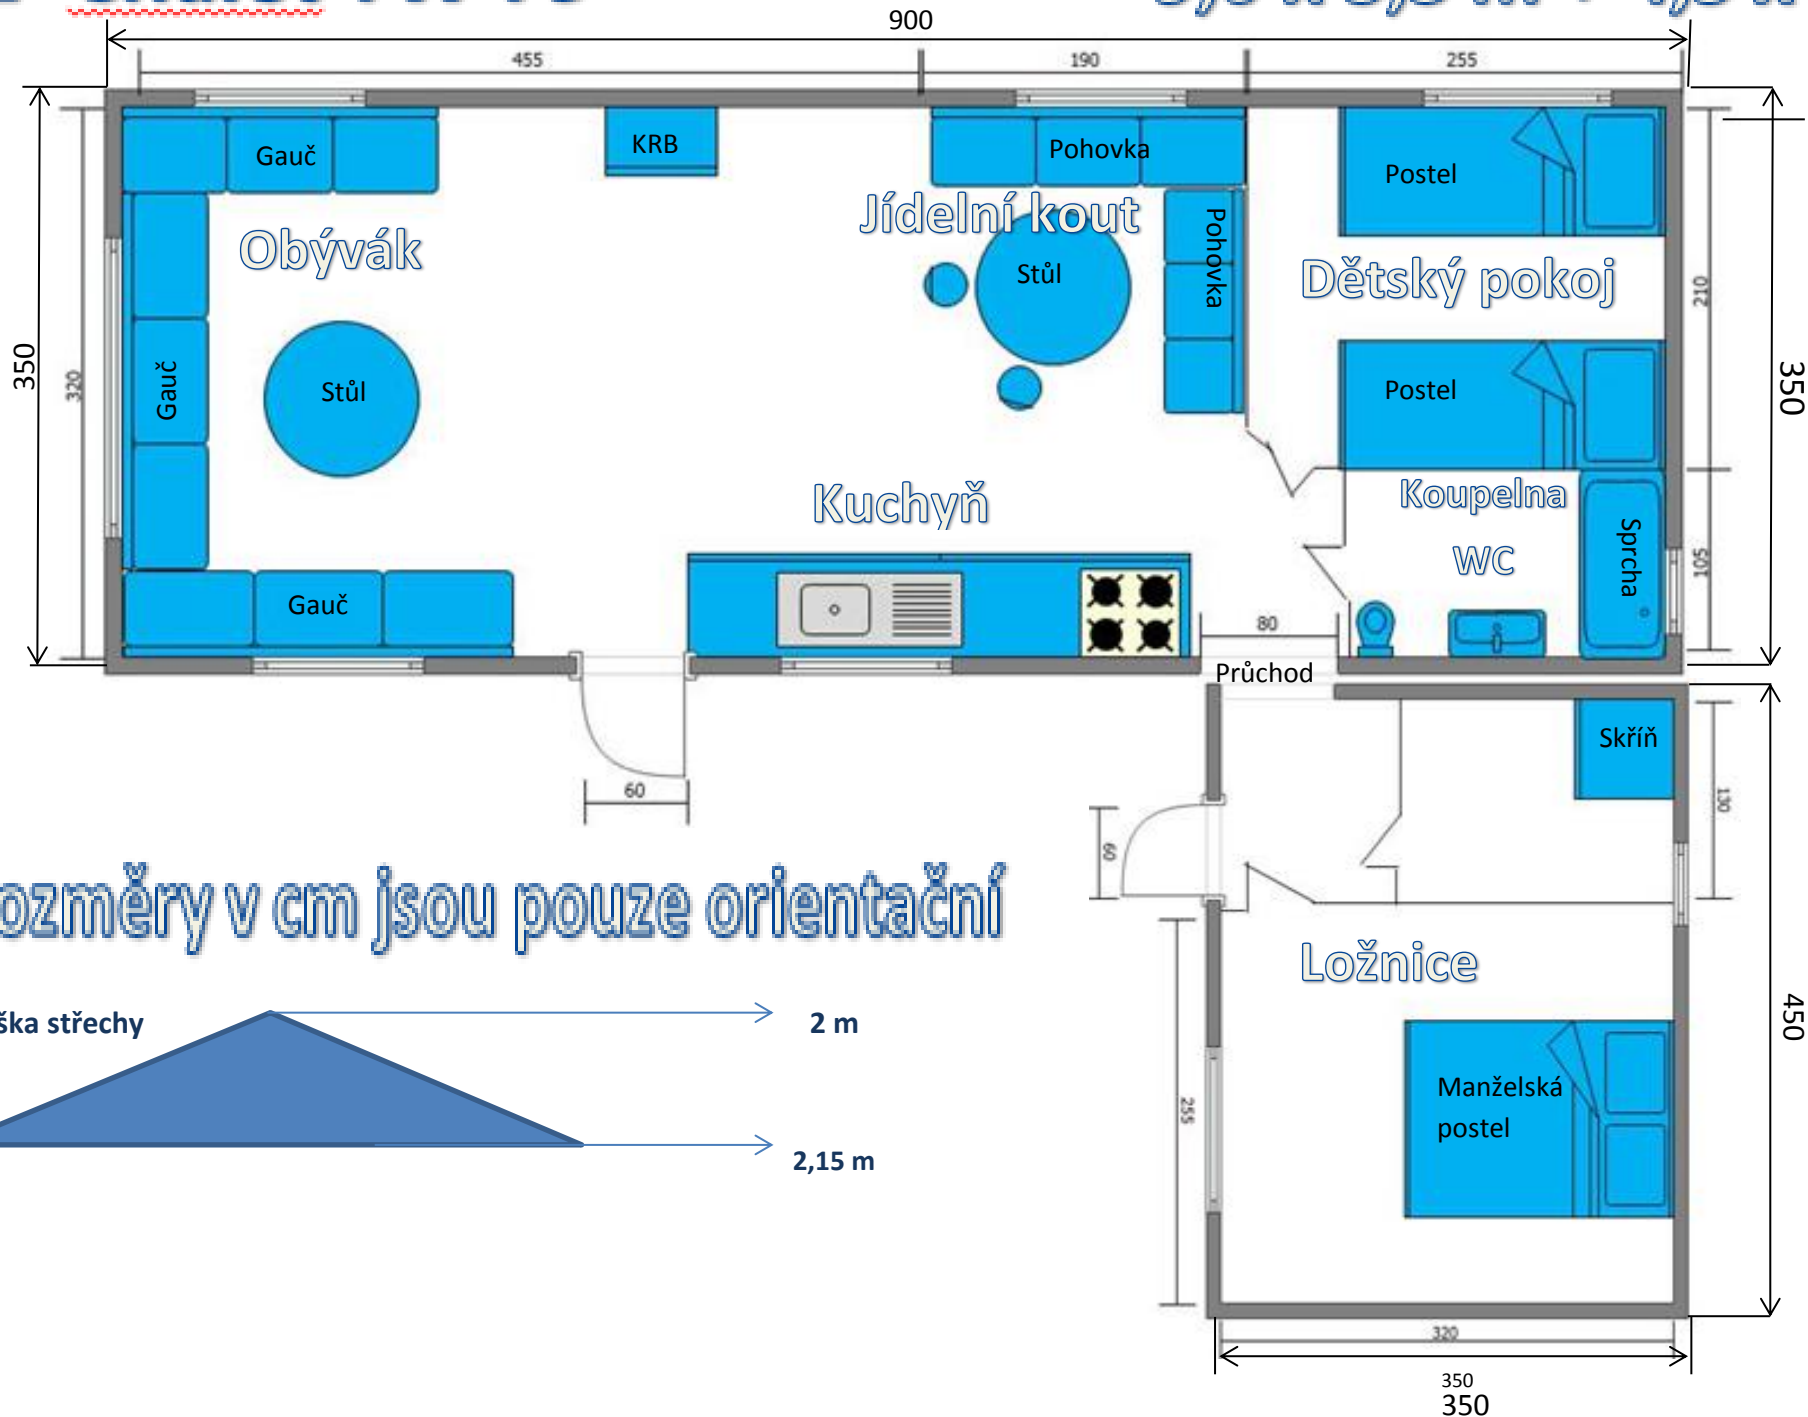 900
455
190
255
Gauč
KRB
Pohovka
Postel
Obývák
Jídelní kout
Stůl
Pohovka
Dětský pokoj
210
350
320
Gauč
Stůl
Postel
350
Kuchyň
Koupelna
WC
Sprcha
105
Gauč
80
Průchod
Skříň
60
130
60
ozměry v cm jsou pouze orientační
Ložnice
ška střechy
2 m
450
2,15 m
255
Manželská
postel
320
350
350